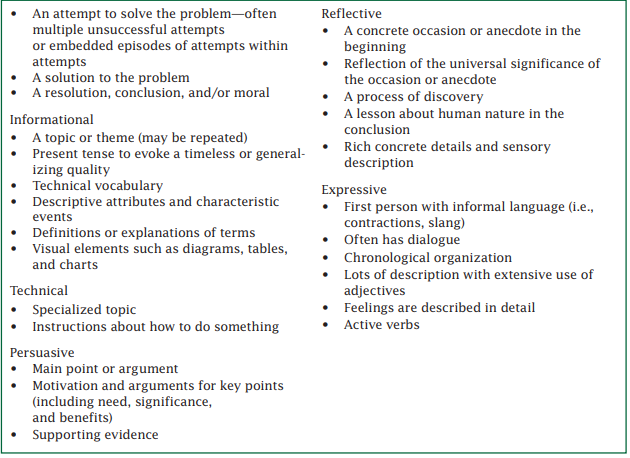 • An attempt to solve the problem—often
multiple unsuccessful attempts
or embedded episodes of attempts within
attempts
• A solution to the problem
• A resolution, conclusion, and/or moral
Informational
• A topic or theme (may be repeated)
• Present tense to evoke a timeless or general-
izing quality
• Technical vocabulary
• Descriptive attributes and characteristic
events
• Definitions or explanations of terms
• Visual elements such as diagrams, tables,
and charts
Technical
• Specialized topic
• Instructions about how to do something
Persuasive
• Main point or argument
• Motivation and arguments for key points
(including need, significance,
and benefits)
• Supporting evidence
Reflective
• A concrete occasion or anecdote in the
beginning
• Reflection of the universal significance of
the occasion or anecdote
• A process of discovery
• A lesson about human nature in the
conclusion
• Rich concrete details and sensory
description
Expressive
• First person with informal language (i.e.,
contractions, slang)
• Often has dialogue
• Chronological organization
• Lots of description with extensive use of
adjectives
• Feelings are described in detail
• Active verbs